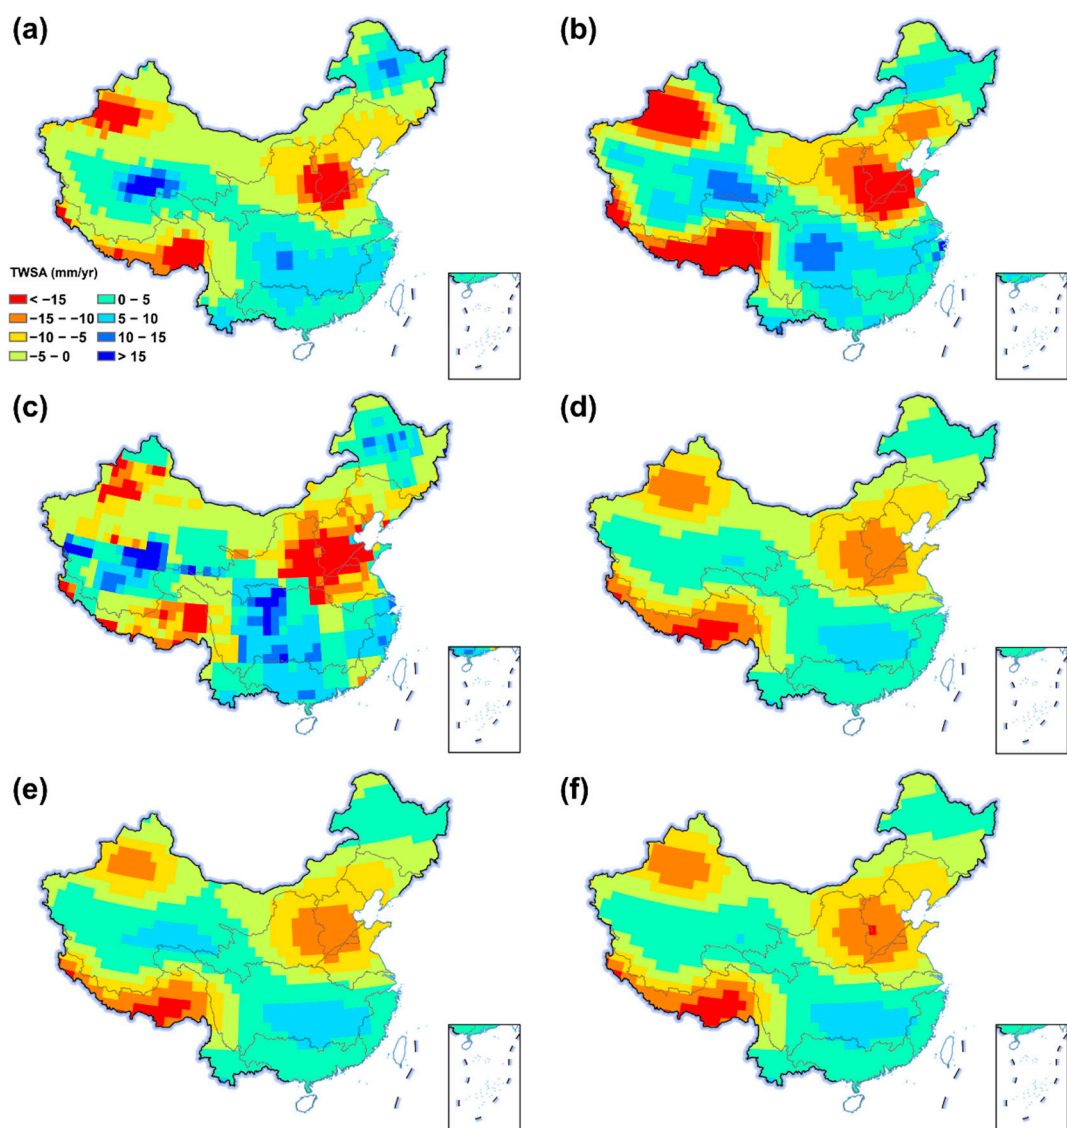 (a)
(b)
TWSA (mm/yr)
< −15 0 – 5
−15 – −10 5 – 10
−10 – −5 10 – 15
−5 – 0 > 15
(c)
(d)
(e)
(f)